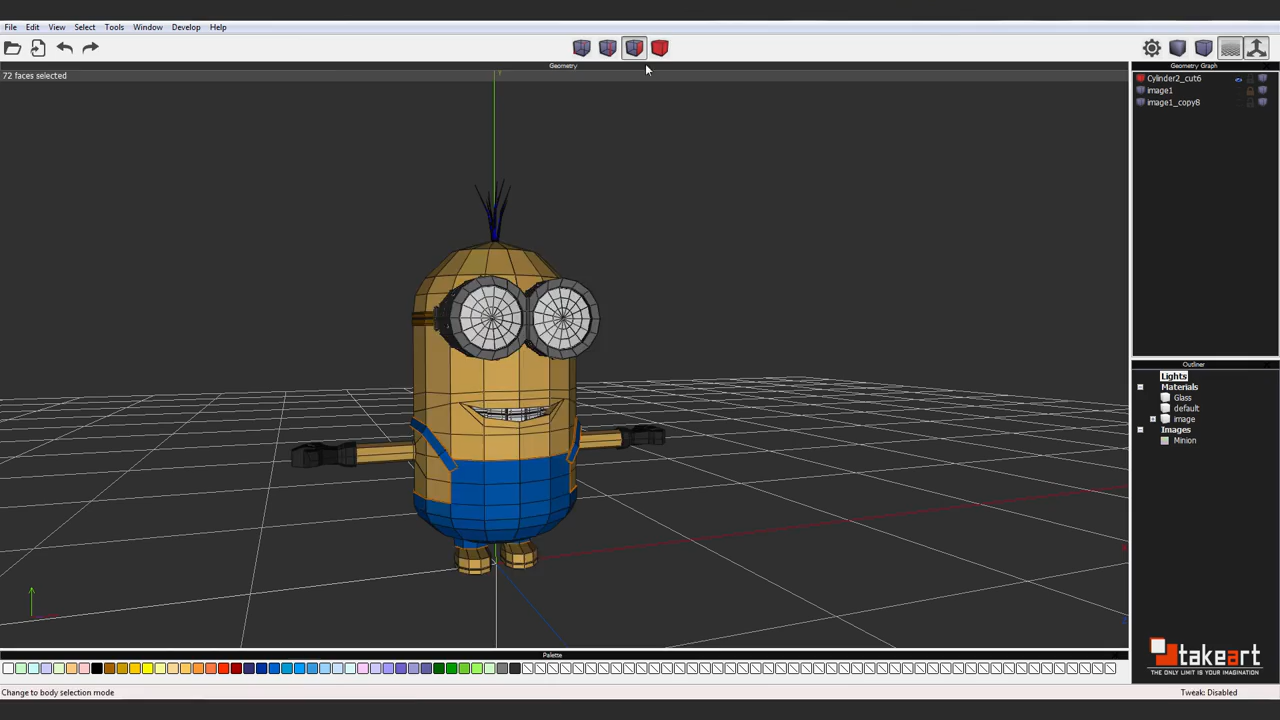 File Edit View Select Tools Window Develop Help
Geometry
Geometry Graph
72 faces selected
Cylinder2_cut6
image1
image1_copy8
Outliner
Lights
Materials
Glass
default
image
Images
Minion
takeart
THE ONLY LIMIT IS YOUR IMAGINATION
Palette
Change to body selection mode
Tweak: Disabled